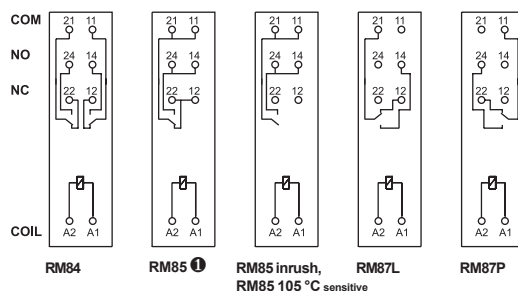 COM 21 11 21 11 21 11 21 11 21 11
NO 24 14 24 14 24 14 24 14 24 14
NC 22 12 22 12 22 12 22 12 22 12
COIL A2 A1 A2 A1 A2 A1 A2 A1 A2 A1
RM84 RM85 ❶ RM85 inrush, RM87L RM87P
RM85 105 °C sensitive